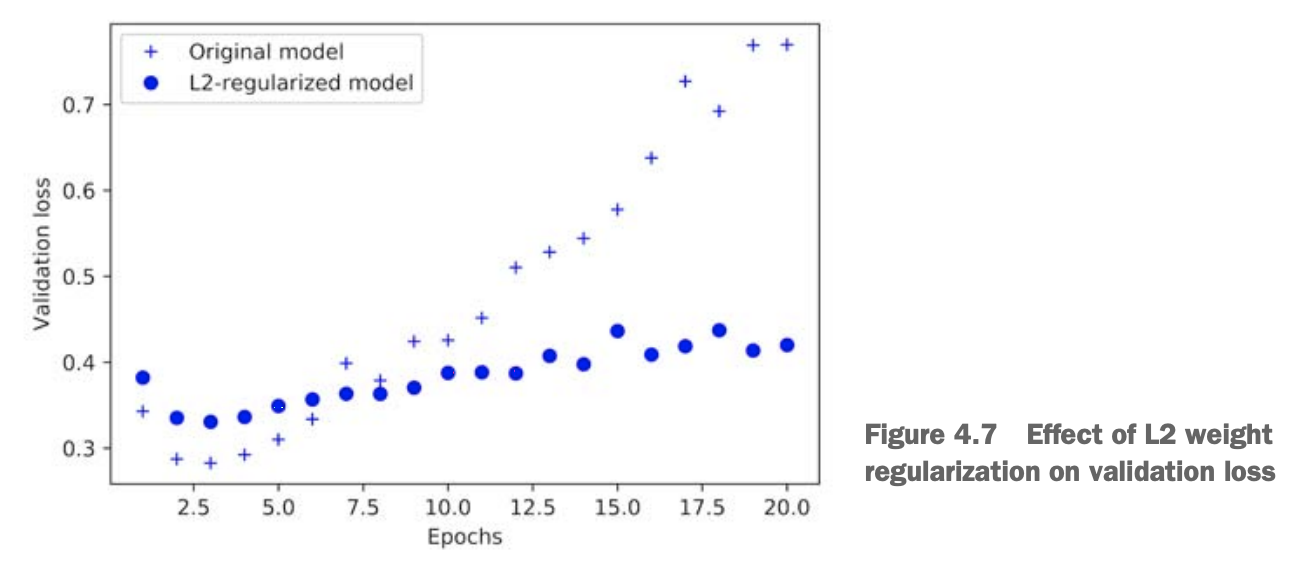 Original model
L2-regularized model
0.7
0.6
0.5
0.4
0.3
Validation loss
2.5 5.0 7.5 10.0 12.5 15.0 17.5 20.0
Epochs
Figure 4.7 Effect of L2 weight
regularization on validation loss